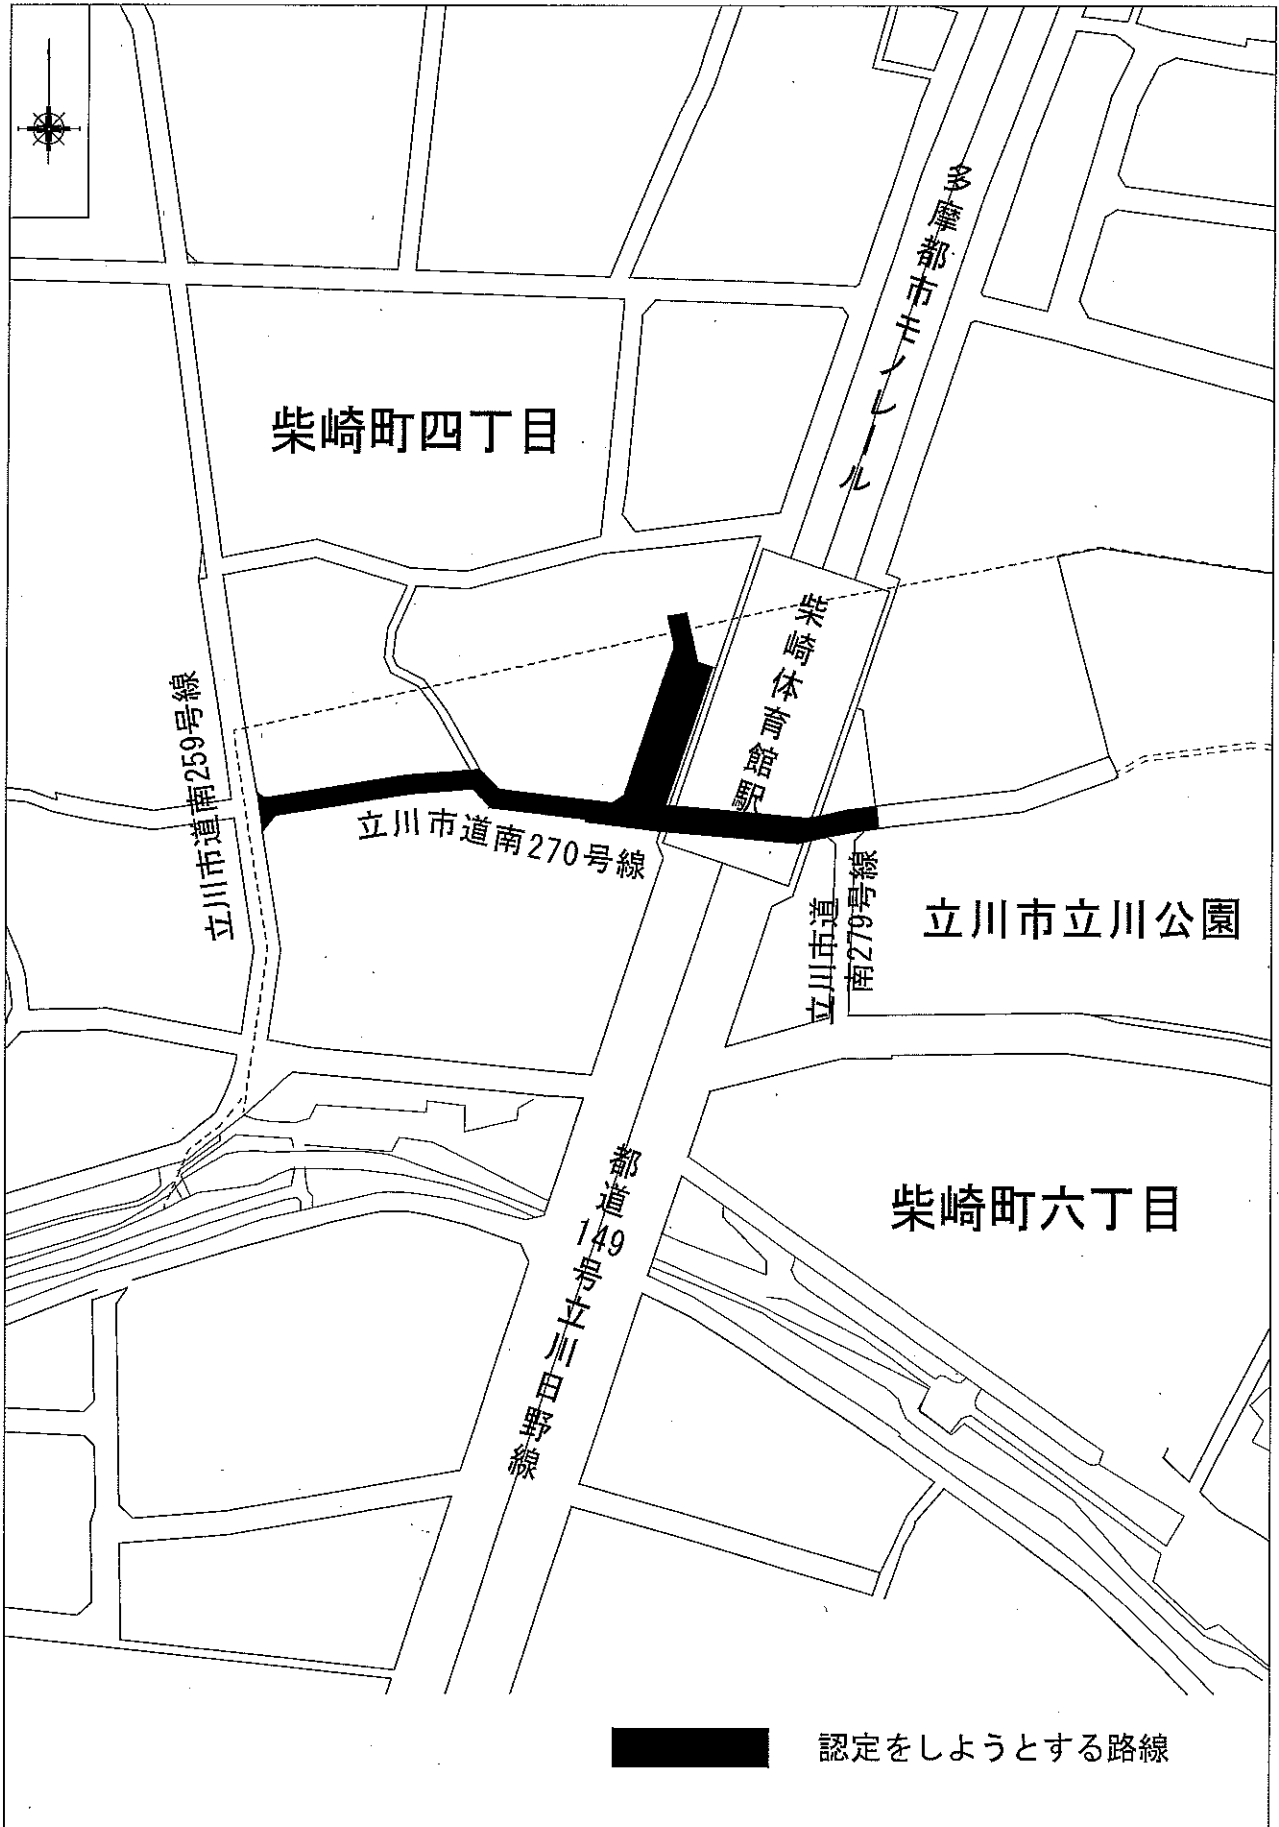 多摩都市モノレール
柴崎町四丁目
柴崎体育館駅
立川市道南259号線
立川市道南270号線
立川市道
南279号線
立川市立川公園
都道149号立川日野線
柴崎町六丁目
認定をしようとする路線